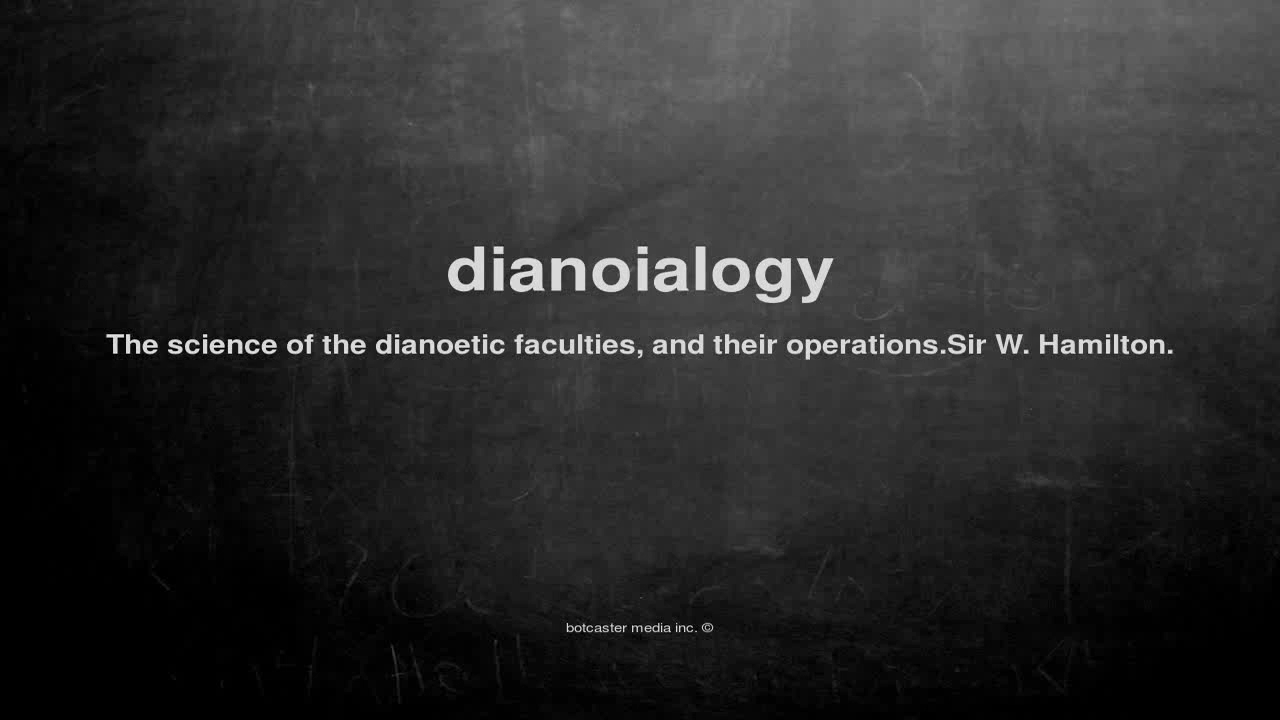 dianoialogy
The science of the dianoetic faculties, and their operations.Sir W. Hamilton.
botcaster media inc. ©